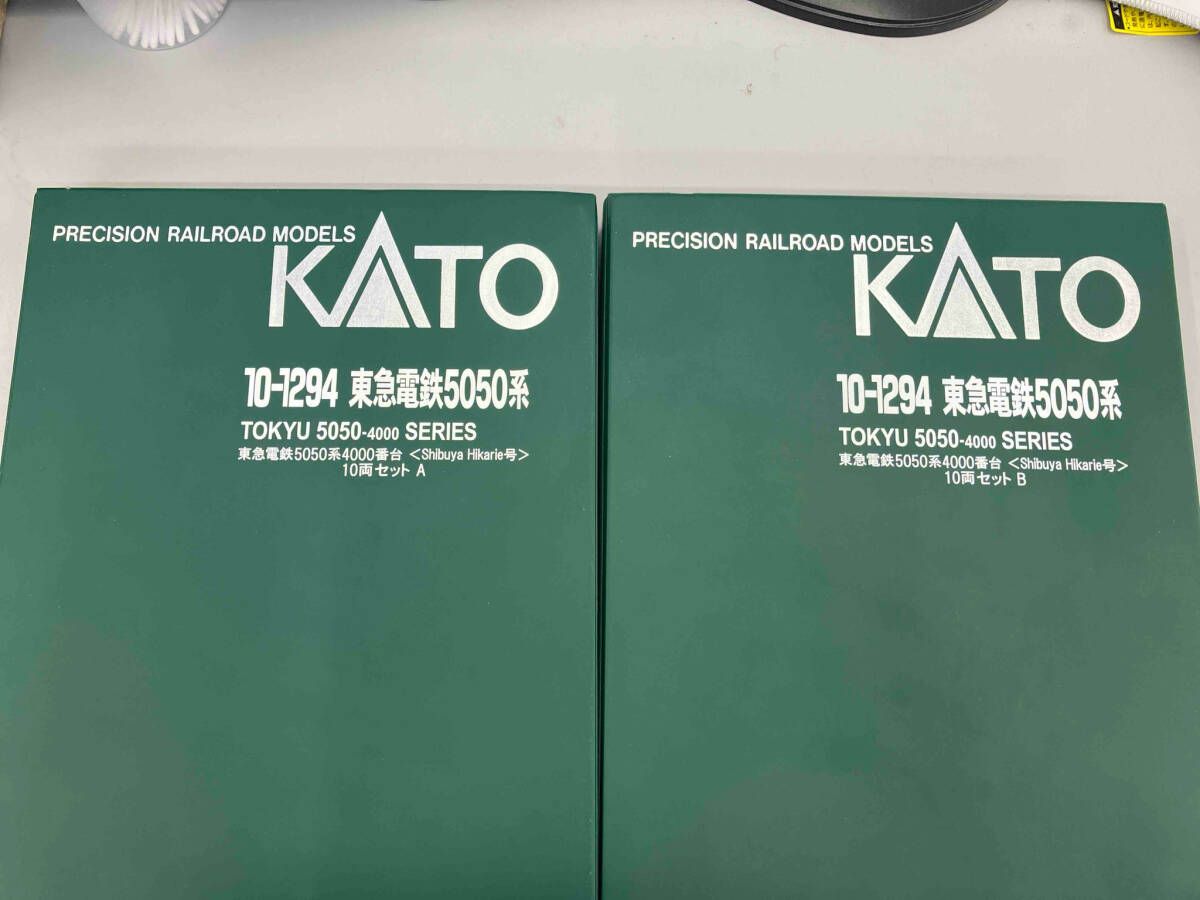 PRECISION RAILROAD MODELS
KATO
10-1294 東急電鉄5050系
TOKYU 5050-4000 SERIES
東急電鉄5050系4000番台 <Shibuya Hikarie号>
10両セット A
PRECISION RAILROAD MODELS
KATO
10-1294 東急電鉄5050系
TOKYU 5050-4000 SERIES
東急電鉄5050系4000番台 <Shibuya Hikarie号>
10両セット B